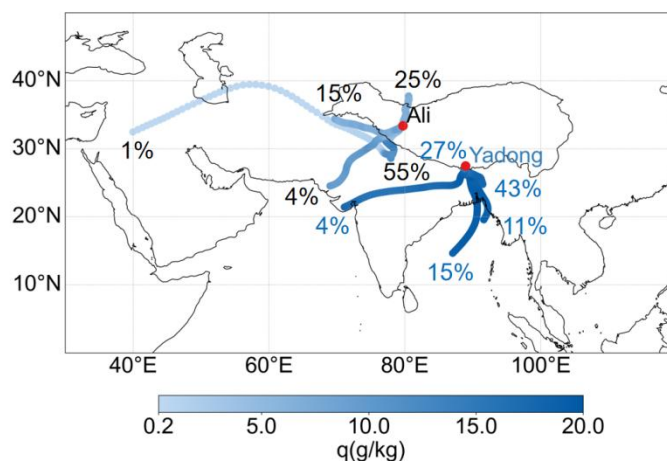 40°N
30°N
20°N
10°N
15%
25%
Ali
1%
27% Yadong
55%
4%
43%
4%
11%
15%
40°E
60°E
80°E
100°E
0.2
5.0
10.0
15.0
20.0
q(g/kg)